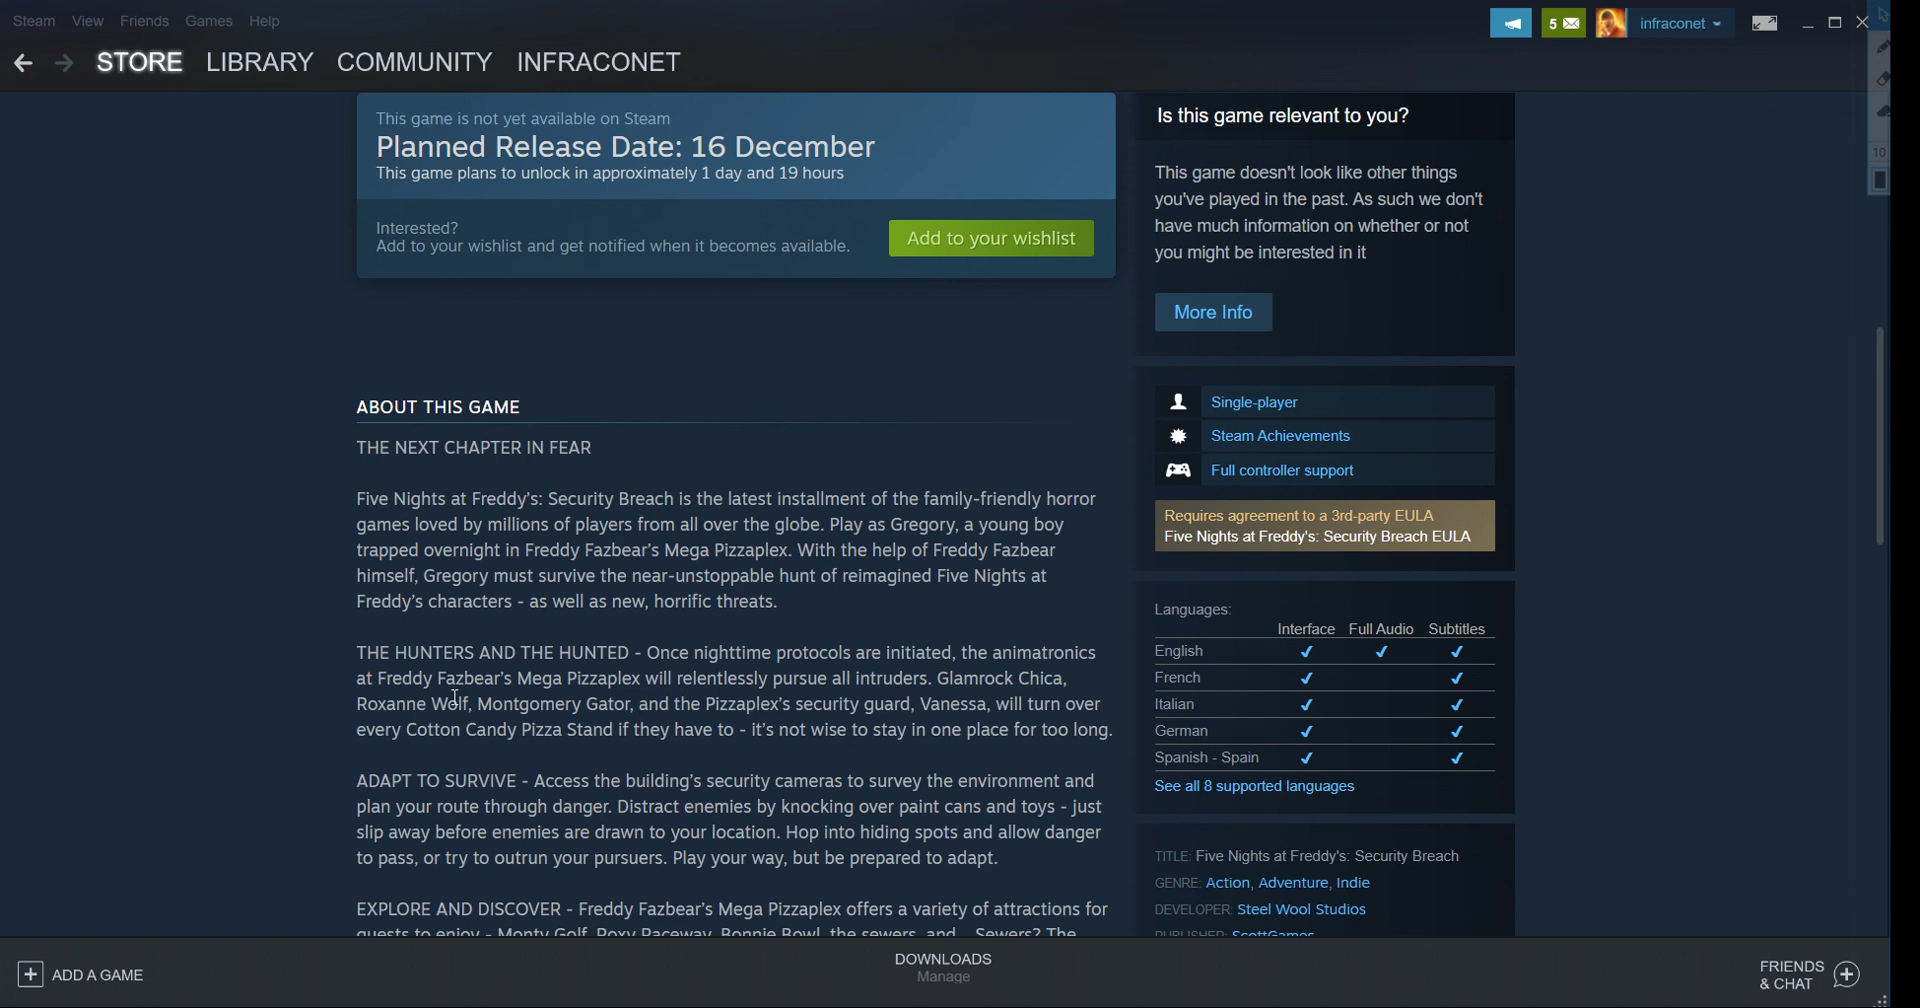 Steam View Friends Games Help
5 infraconet
STORE LIBRARY COMMUNITY INFRACONET
This game is not yet available on Steam
Planned Release Date: 16 December
This game plans to unlock in approximately 1 day and 19 hours
Interested?
Add to your wishlist and get notified when it becomes available.
Add to your wishlist
ABOUT THIS GAME
THE NEXT CHAPTER IN FEAR
Five Nights at Freddy's: Security Breach is the latest installment of the family-friendly horror
games loved by millions of players from all over the globe. Play as Gregory, a young boy
trapped overnight in Freddy Fazbear's Mega Pizzaplex. With the help of Freddy Fazbear
himself, Gregory must survive the near-unstoppable hunt of reimagined Five Nights at
Freddy's characters - as well as new, horrific threats.
THE HUNTERS AND THE HUNTED - Once nighttime protocols are initiated, the animatronics
at Freddy Fazbear's Mega Pizzaplex will relentlessly pursue all intruders. Glamrock Chica,
Roxanne Wolf, Montgomery Gator, and the Pizzaplex's security guard, Vanessa, will turn over
every Cotton Candy Pizza Stand if they have to - it's not wise to stay in one place for too long.
ADAPT TO SURVIVE - Access the building's security cameras to survey the environment and
plan your route through danger. Distract enemies by knocking over paint cans and toys - just
slip away before enemies are drawn to your location. Hop into hiding spots and allow danger
to pass, or try to outrun your pursuers. Play your way, but be prepared to adapt.
EXPLORE AND DISCOVER - Freddy Fazbear's Mega Pizzaplex offers a variety of attractions for
guests to enjoy - Monty Golf, Roxy Raceway, Bonnie Bowl, the sewers, and... Sewers? The
Is this game relevant to you?
This game doesn't look like other things
you've played in the past. As such we don't
have much information on whether or not
you might be interested in it
More Info
Single-player
Steam Achievements
Full controller support
Requires agreement to a 3rd-party EULA
Five Nights at Freddy's: Security Breach EULA
Languages:
Interface Full Audio Subtitles
English
French
Italian
German
Spanish - Spain
See all 8 supported languages
TITLE: Five Nights at Freddy's: Security Breach
GENRE: Action, Adventure, Indie
DEVELOPER: Steel Wool Studios
PUBLISHER: ScottGames
10
ADD A GAME
DOWNLOADS
Manage
FRIENDS
& CHAT